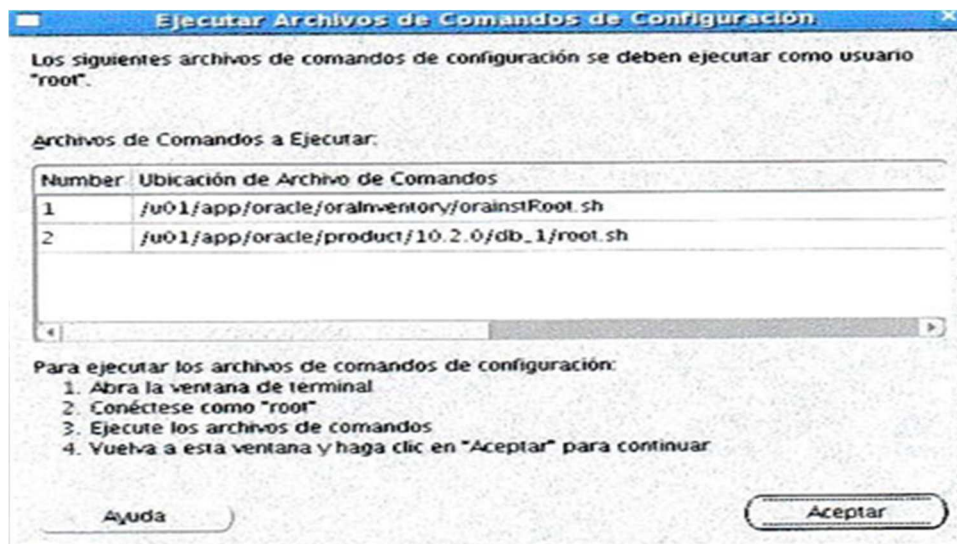 Ejecutar Archivos de Comandos de Configuración
Los siguientes archivos de comandos de configuración se deben ejecutar como usuario
"root".
Archivos de Comandos a Ejecutar:
Number Ubicación de Archivo de Comandos
1 /u01/app/oracle/oraInventory/orainstRoot.sh
2 /u01/app/oracle/product/10.2.0/db_1/root.sh
Para ejecutar los archivos de comandos de configuración:
1. Abra la ventana de terminal
2. Conéctese como "root"
3. Ejecute los archivos de comandos
4. Vuelva a esta ventana y haga clic en "Aceptar" para continuar
Ayuda
Aceptar